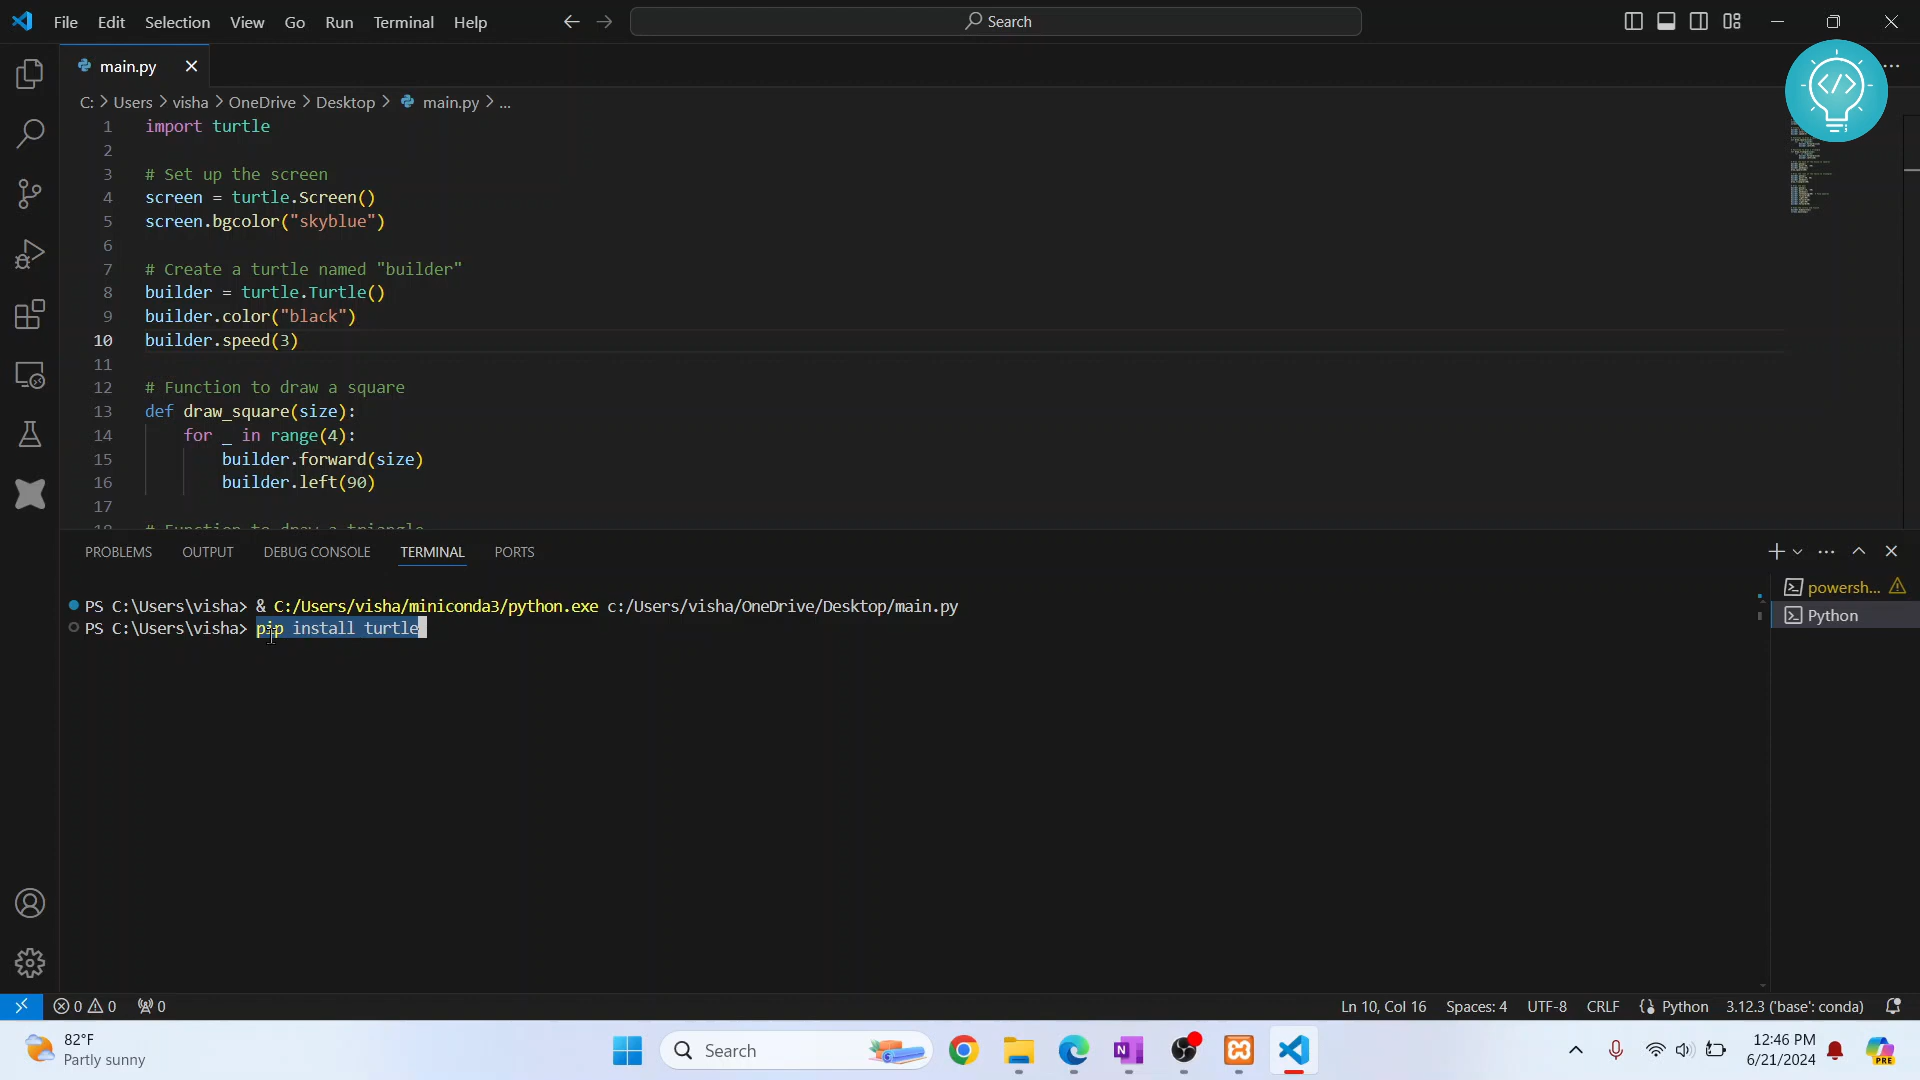 File Edit Selection View Go Run Terminal Help
Search
main.py
C: > Users > visha > OneDrive > Desktop > main.py > ...
1 import turtle
2
3 # Set up the screen
4 screen = turtle.Screen()
5 screen.bgcolor("skyblue")
6
7 # Create a turtle named "builder"
8 builder = turtle.Turtle()
9 builder.color("black")
10 builder.speed(3)
11
12 # Function to draw a square
13 def draw_square(size):
14 for _ in range(4):
15 builder.forward(size)
16 builder.left(90)
17
18 # Function to draw a triangle
</>
PROBLEMS OUTPUT DEBUG CONSOLE TERMINAL PORTS
PS C:\Users\visha> & C:/Users/visha/miniconda3/python.exe c:/Users/visha/OneDrive/Desktop/main.py
PS C:\Users\visha> pip install turtle
powersh...
Python
0 0 0
Ln 10, Col 16 Spaces: 4 UTF-8 CRLF Python 3.12.3 ('base': conda)
82°F
Partly sunny
Search
12:46 PM
6/21/2024
PRE